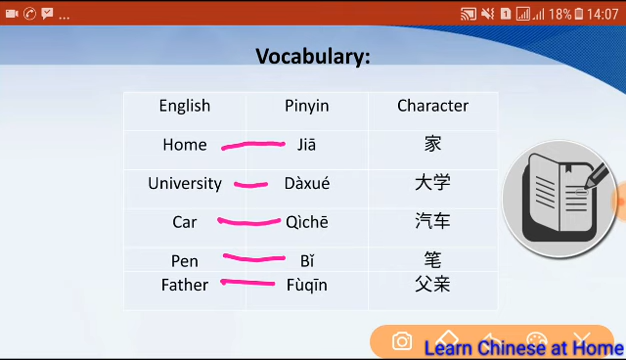 ... 18% 14:07
Vocabulary:
English Pinyin Character
Home Jiā 家
University Dàxué 大学
Car Qìchē 汽车
Pen Bǐ 笔
Father Fùqīn 父亲
Learn Chinese at Home